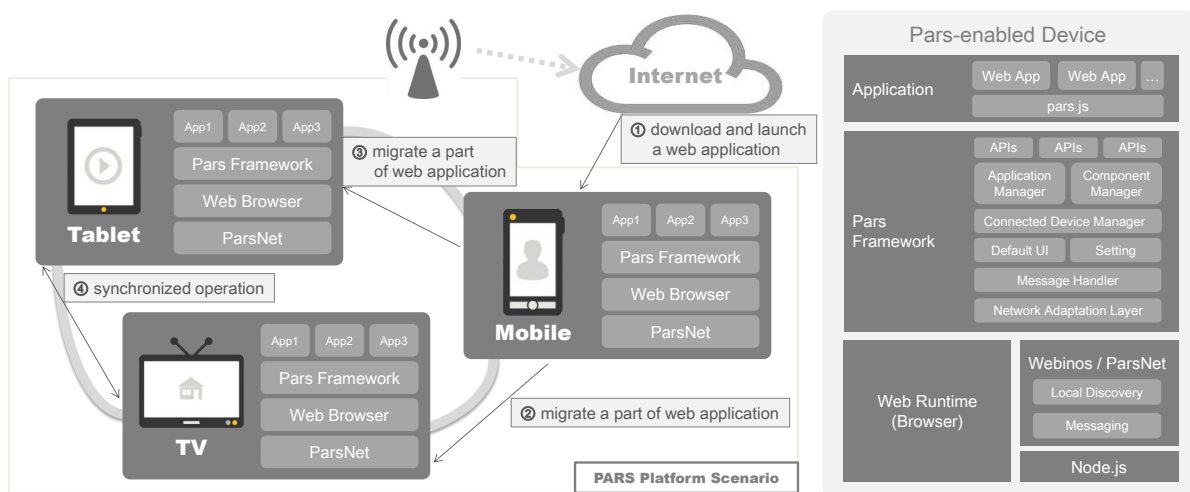 Internet
① download and launch
a web application
App1 App2 App3
Pars Framework
Web Browser
ParsNet
Tablet
③ migrate a part
of web application
App1 App2 App3
Pars Framework
Web Browser
ParsNet
Mobile
④ synchronized operation
App1 App2 App3
Pars Framework
Web Browser
ParsNet
TV
② migrate a part of web application
PARS Platform Scenario
Pars-enabled Device
Application
Web App Web App ...
pars.js
Pars
Framework
APIs APIs APIs
Application
Manager
Component
Manager
Connected Device Manager
Default UI Setting
Message Handler
Network Adaptation Layer
Web Runtime
(Browser)
Webinos / ParsNet
Local Discovery
Messaging
Node.js